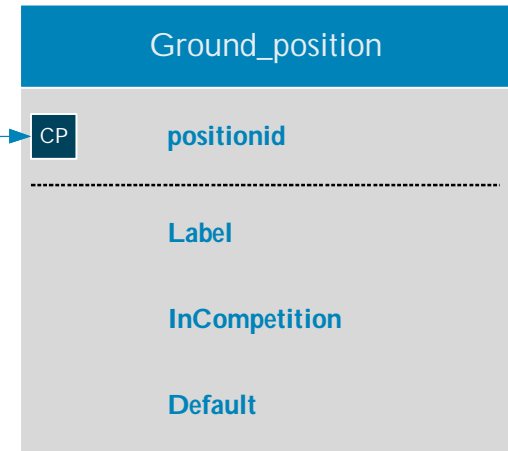 Ground_position
CP positionid
Label
InCompetition
Default